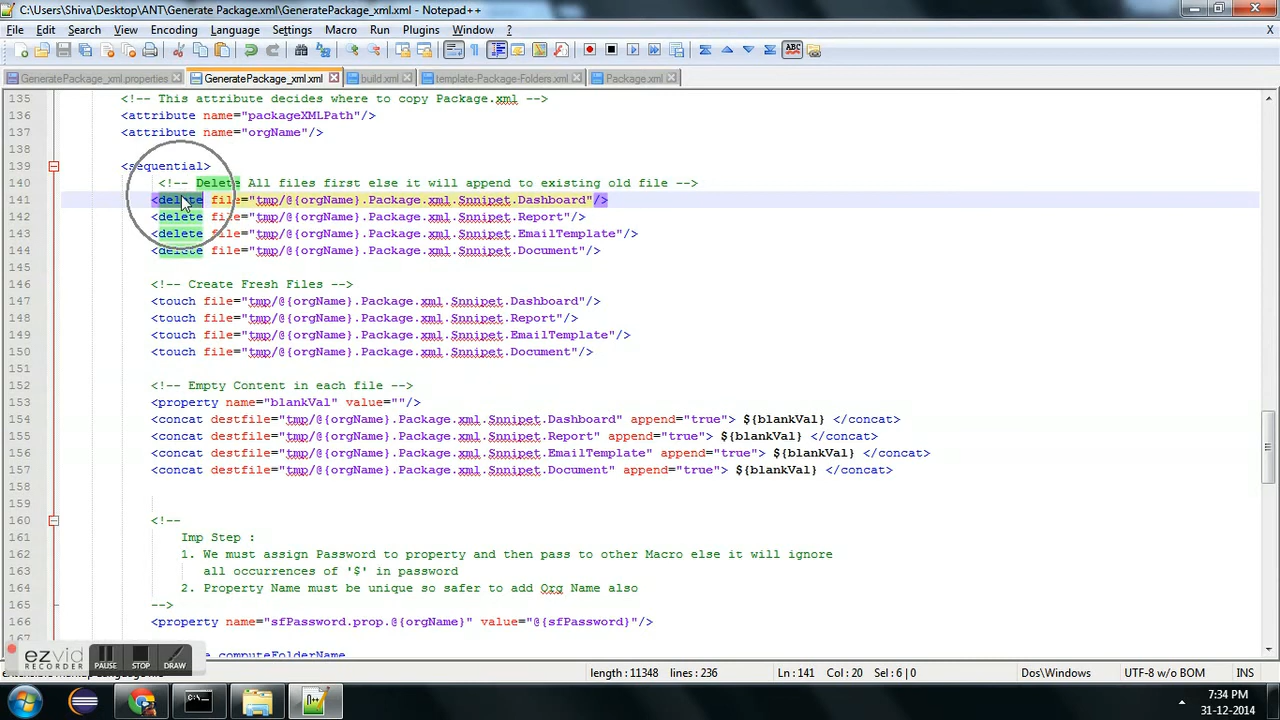 C:\Users\Shiva\Desktop\ANT\Generate Package.xml\GeneratePackage_xml.xml - Notepad++
File Edit Search View Encoding Language Settings Macro Run Plugins Window ? X
GeneratePackage_xml.properties GeneratePackage_xml.xml build.xml template-Package-Folders.xml Package.xml
135 <!-- This attribute decides where to copy Package.xml -->
136 <attribute name="packageXMLPath"/>
137 <attribute name="orgName"/>
138
139 <sequential>
140 <!-- Delete All files first else it will append to existing old file -->
141 <delete file="tmp/@{orgName}.Package.xml.Snnipet.Dashboard"/>
142 <delete file="tmp/@{orgName}.Package.xml.Snnipet.Report"/>
143 <delete file="tmp/@{orgName}.Package.xml.Snnipet.EmailTemplate"/>
144 <delete file="tmp/@{orgName}.Package.xml.Snnipet.Document"/>
145
146 <!-- Create Fresh Files -->
147 <touch file="tmp/@{orgName}.Package.xml.Snnipet.Dashboard"/>
148 <touch file="tmp/@{orgName}.Package.xml.Snnipet.Report"/>
149 <touch file="tmp/@{orgName}.Package.xml.Snnipet.EmailTemplate"/>
150 <touch file="tmp/@{orgName}.Package.xml.Snnipet.Document"/>
151
152 <!-- Empty Content in each file -->
153 <property name="blankVal" value=""/>
154 <concat destfile="tmp/@{orgName}.Package.xml.Snnipet.Dashboard" append="true"> ${blankVal} </concat>
155 <concat destfile="tmp/@{orgName}.Package.xml.Snnipet.Report" append="true"> ${blankVal} </concat>
156 <concat destfile="tmp/@{orgName}.Package.xml.Snnipet.EmailTemplate" append="true"> ${blankVal} </concat>
157 <concat destfile="tmp/@{orgName}.Package.xml.Snnipet.Document" append="true"> ${blankVal} </concat>
158
159
160 <!--
161 Imp Step :
162 1. We must assign Password to property and then pass to other Macro else it will ignore
163 all occurrences of '$' in password
164 2. Property Name must be unique so safer to add Org Name also
165 -->
166 <property name="sfPassword.prop.@{orgName}" value="@{sfPassword}"/>
167
computeFolderName
ezvid RECORDER PAUSE STOP DRAW
length : 11348 lines : 236 Ln : 141 Col : 20 Sel : 6 | 0 Dos\Windows UTF-8 w/o BOM INS
7:34 PM
31-12-2014